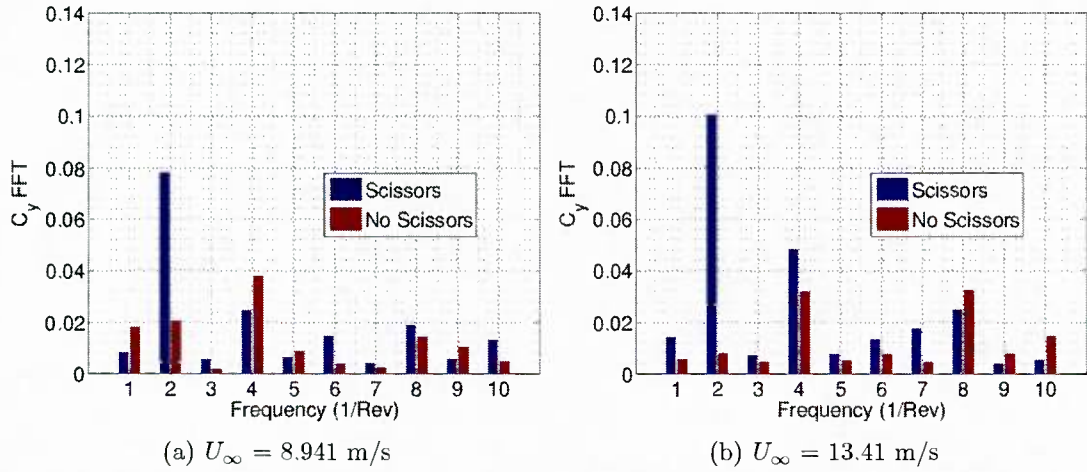 0.14
0.12
0.1
0.08
0.06
0.04
0.02
0
C_y FFT
Scissors
No Scissors
1 2 3 4 5 6 7 8 9 10
Frequency (1/Rev)
(a) U_∞ = 8.941 m/s
0.14
0.12
0.1
0.08
0.06
0.04
0.02
0
C_y FFT
Scissors
No Scissors
1 2 3 4 5 6 7 8 9 10
Frequency (1/Rev)
(b) U_∞ = 13.41 m/s